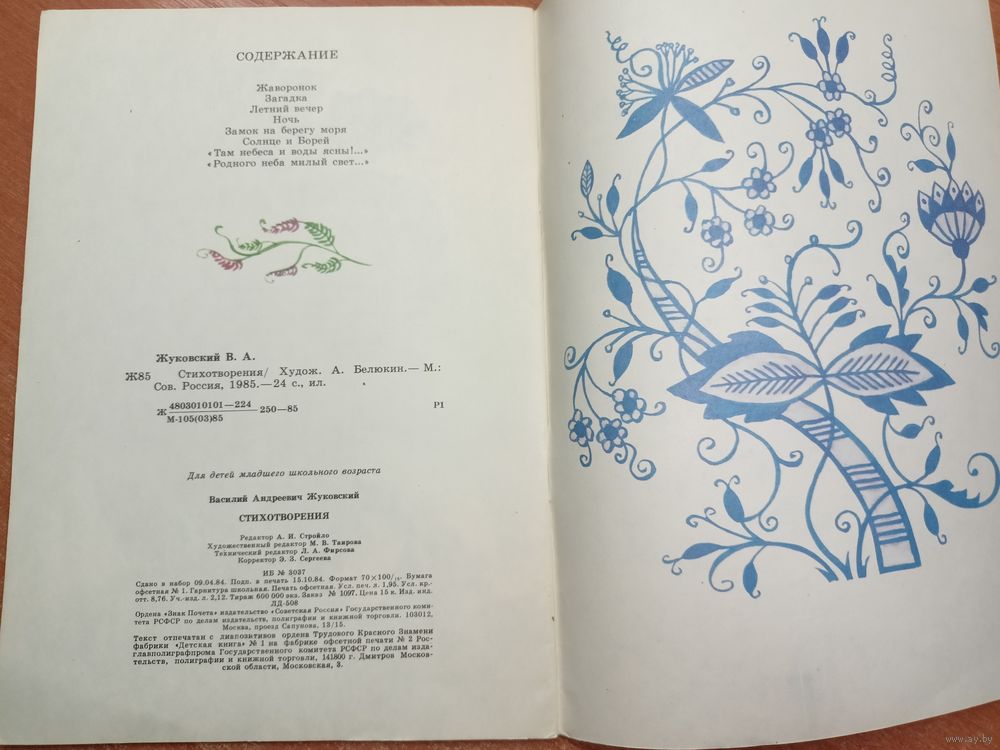 СОДЕРЖАНИЕ
Жаворонок
Загадка
Летний вечер
Ночь
Замок на берегу моря
Солнце и Борей
«Там небеса и воды ясны!...»
«Родного неба милый свет...»
Жуковский В. А.
Ж85 Стихотворения/ Худож. А. Белюкин.— М.:
Сов. Россия, 1985.—24 с., ил.
Ж 4803010101—224
М-105(03)85 250—85 Р1
Для детей младшего школьного возраста
Василий Андреевич Жуковский
СТИХОТВОРЕНИЯ
Редактор А. И. Стройло
Художественный редактор М. В. Таирова
Технический редактор Л. А. Фирсова
Корректор Э. З. Сергеева
ИБ № 3037
Сдано в набор 09.04.84. Подп. в печать 15.10.84. Формат 70×100/16. Бумага
офсетная № 1. Гарнитура школьная. Печать офсетная. Усл. печ. л. 1,95. Усл. кр.-
отт. 8,76. Уч.-изд. л. 2,12. Тираж 600 000 экз. Заказ № 1097. Цена 15 к. Изд. инд.
ЛД-508
Ордена «Знак Почета» издательство «Советская Россия» Государственного коми-
тета РСФСР по делам издательств, полиграфии и книжной торговли. 103012,
Москва, проезд Сапунова, 13/15.
Текст отпечатан с диапозитивов ордена Трудового Красного Знамени
фабрики «Детская книга» № 1 на фабрике офсетной печати № 2 Рос-
главполиграфпрома Государственного комитета РСФСР по делам изда-
тельств, полиграфии и книжной торговли, 141800 г. Дмитров Москов-
ской области, Московская, 3.
www.ay.by